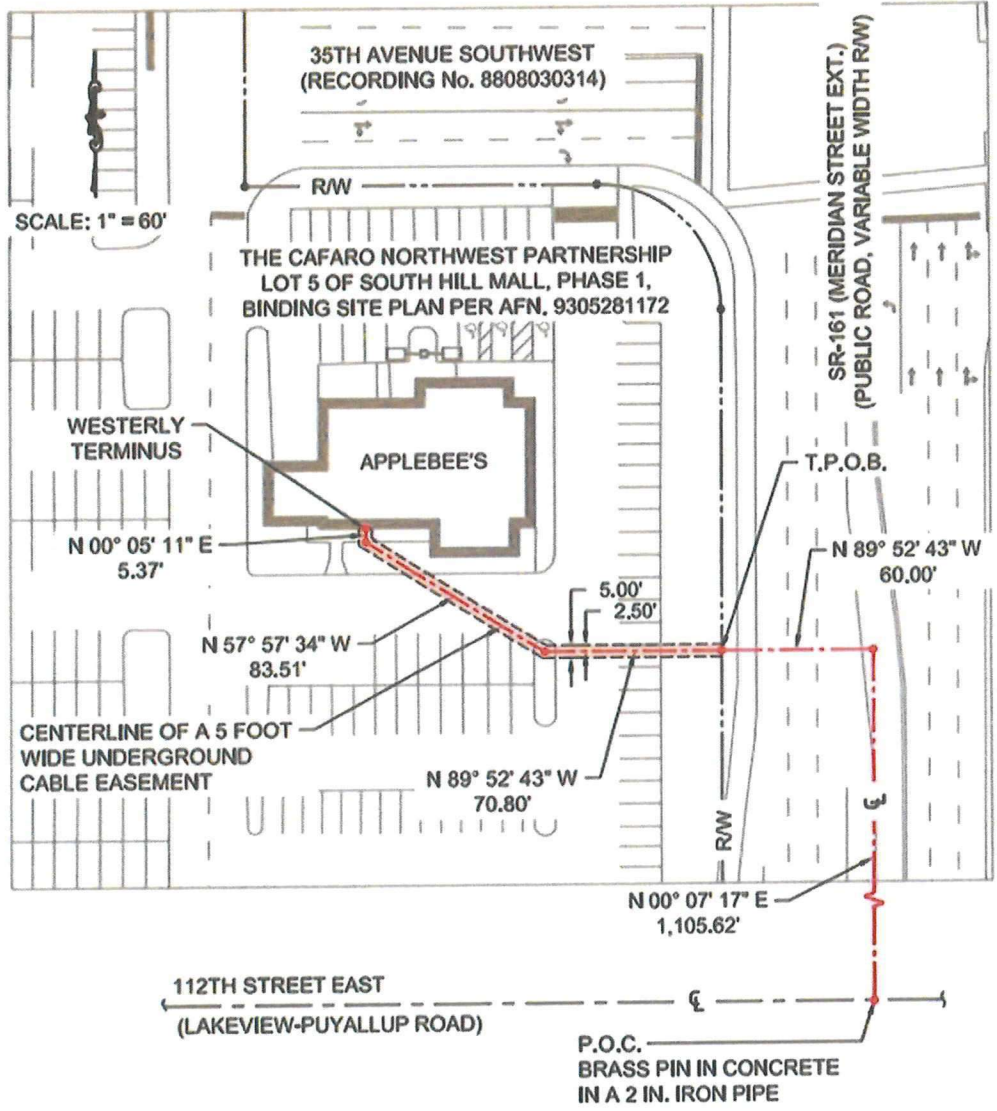 35TH AVENUE SOUTHWEST
(RECORDING No. 8808030314)
SR-161 (MERIDIAN STREET EXT.)
(PUBLIC ROAD, VARIABLE WIDTH R/W)
R/W
SCALE: 1" = 60'
THE CAFARO NORTHWEST PARTNERSHIP
LOT 5 OF SOUTH HILL MALL, PHASE 1,
BINDING SITE PLAN PER AFN. 9305281172
WESTERLY
TERMINUS
APPLEBEE'S
T.P.O.B.
N 00° 05' 11" E
5.37'
N 89° 52' 43" W
60.00'
5.00'
2.50'
N 57° 57' 34" W
83.51'
CENTERLINE OF A 5 FOOT
WIDE UNDERGROUND
CABLE EASEMENT
N 89° 52' 43" W
70.80'
R/W
℄
N 00° 07' 17" E
1,105.62'
112TH STREET EAST
℄
(LAKEVIEW-PUYALLUP ROAD)
P.O.C.
BRASS PIN IN CONCRETE
IN A 2 IN. IRON PIPE